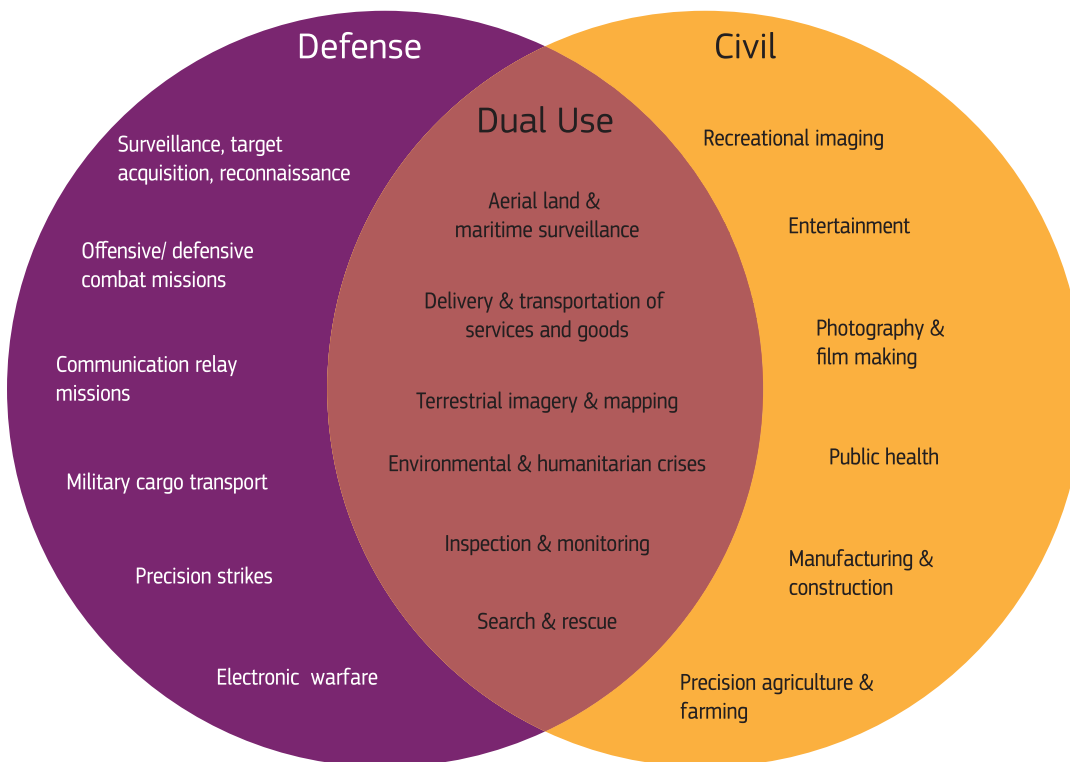 Defense
Surveillance, target
acquisition, reconnaissance
Offensive/ defensive
combat missions
Communication relay
missions
Military cargo transport
Precision strikes
Electronic warfare
Dual Use
Aerial land &
maritime surveillance
Delivery & transportation of
services and goods
Terrestrial imagery & mapping
Environmental & humanitarian crises
Inspection & monitoring
Search & rescue
Civil
Recreational imaging
Entertainment
Photography &
film making
Public health
Manufacturing &
construction
Precision agriculture &
farming